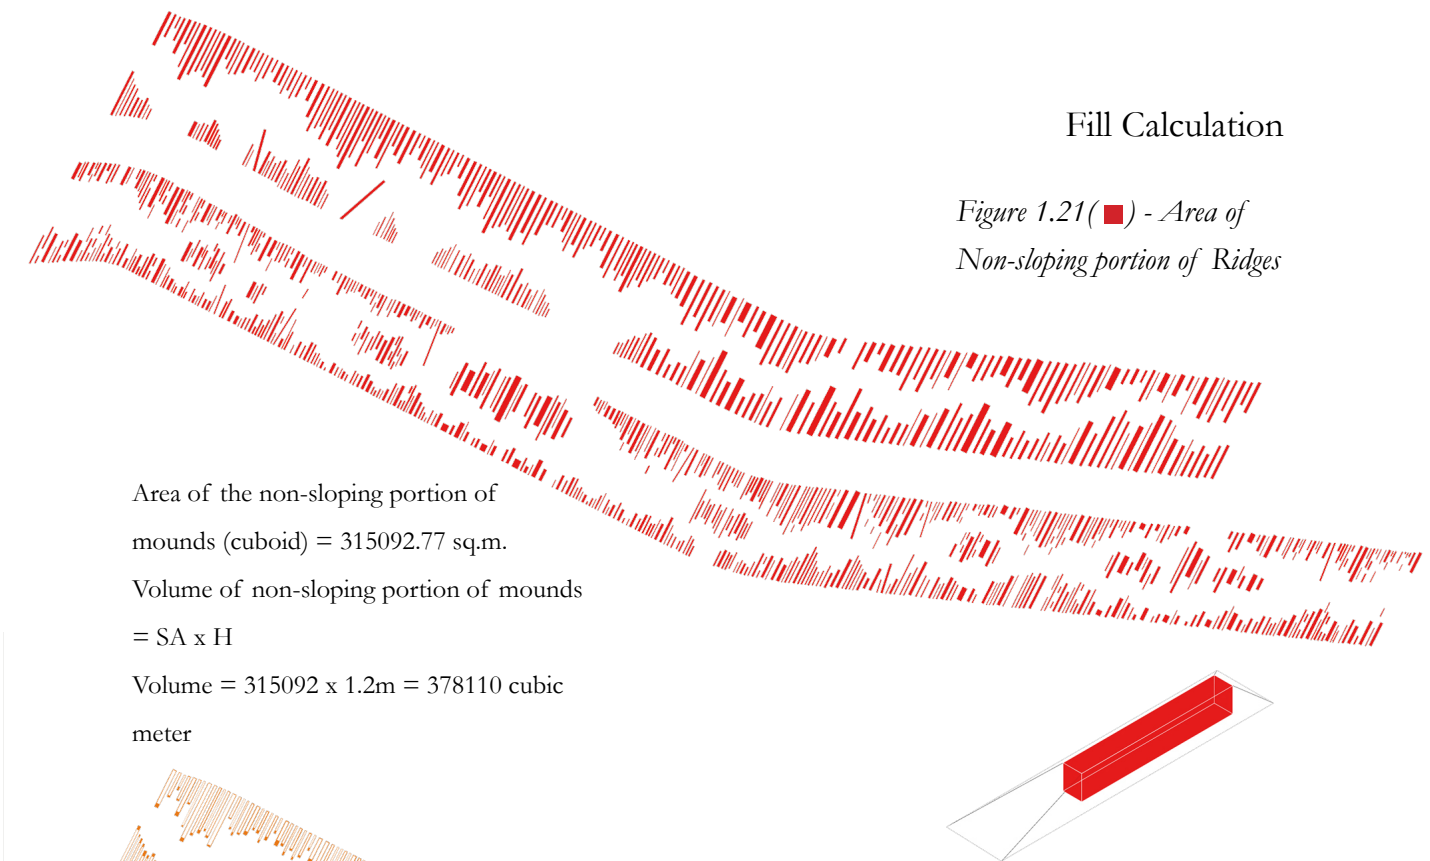 Fill Calculation
Figure 1.21( ) - Area of
Non-sloping portion of Ridges
Area of the non-sloping portion of
mounds (cuboid) = 315092.77 sq.m.
Volume of non-sloping portion of mounds
= SA x H
Volume = 315092 x 1.2m = 378110 cubic
meter